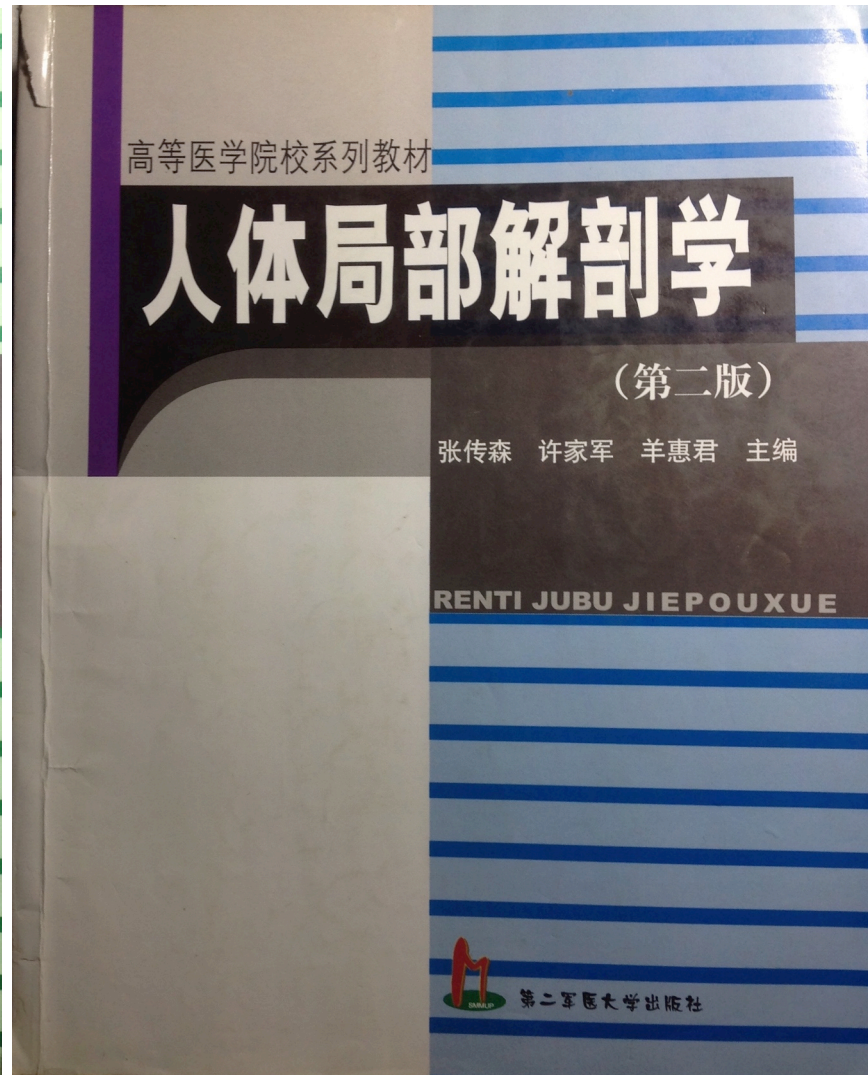 高等医学院校系列教材
人体局部解剖学
（第二版）
张传森 许家军 羊惠君 主编
RENTI JUBU JIEPOUXUE
SMMUP
第二军医大学出版社